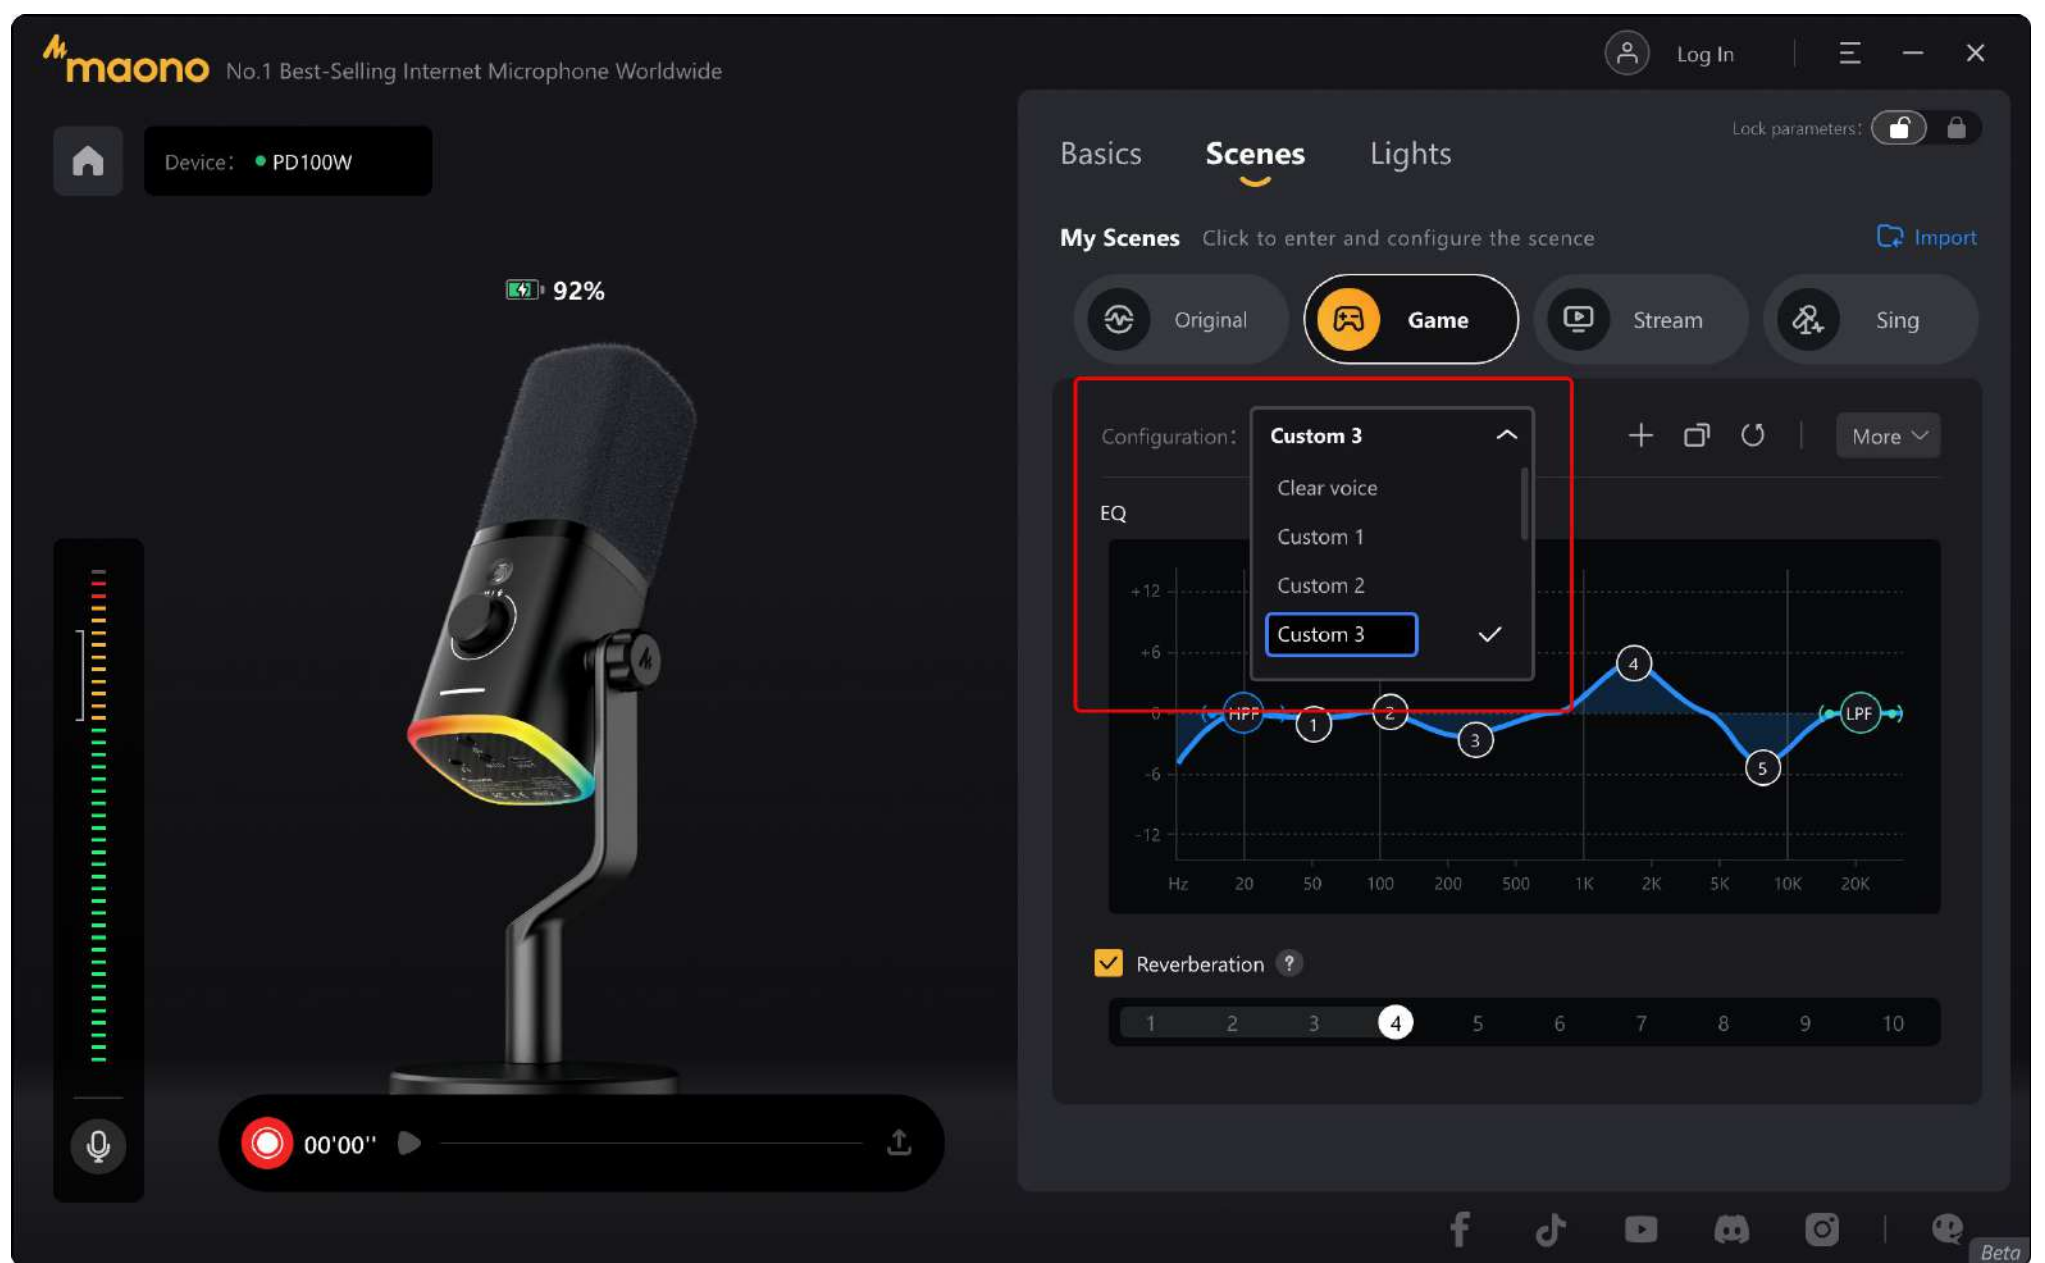 maono No.1 Best-Selling Internet Microphone Worldwide
Log In
Device: PD100W
Lock parameters:
Basics Scenes Lights
My Scenes Click to enter and configure the scence
Import
92%
Original Game Stream Sing
Configuration: Custom 3
More
Clear voice
EQ
Custom 1
Custom 2
Custom 3
+12
+6
0
-6
-12
HPF 1 2 3 4 5 LPF
Hz 20 50 100 200 500 1K 2K 5K 10K 20K
Reverberation ?
1 2 3 4 5 6 7 8 9 10
00'00''
Beta